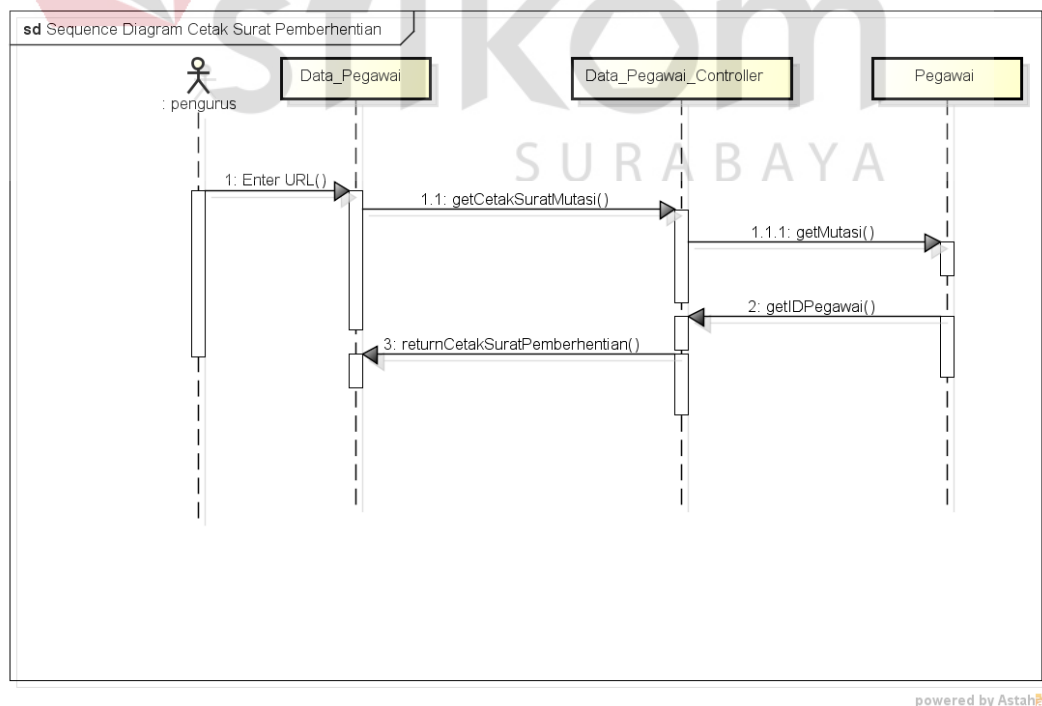 sd Sequence Diagram Cetak Surat Pemberhentian
Data_Pegawai
Data_Pegawai_Controller
Pegawai
: pengurus
SURABAYA
1: Enter URL()
1.1: getCetakSuratMutasi()
1.1.1: getMutasi()
2: getIDPegawai()
3: returnCetakSuratPemberhentian()
powered by Astah